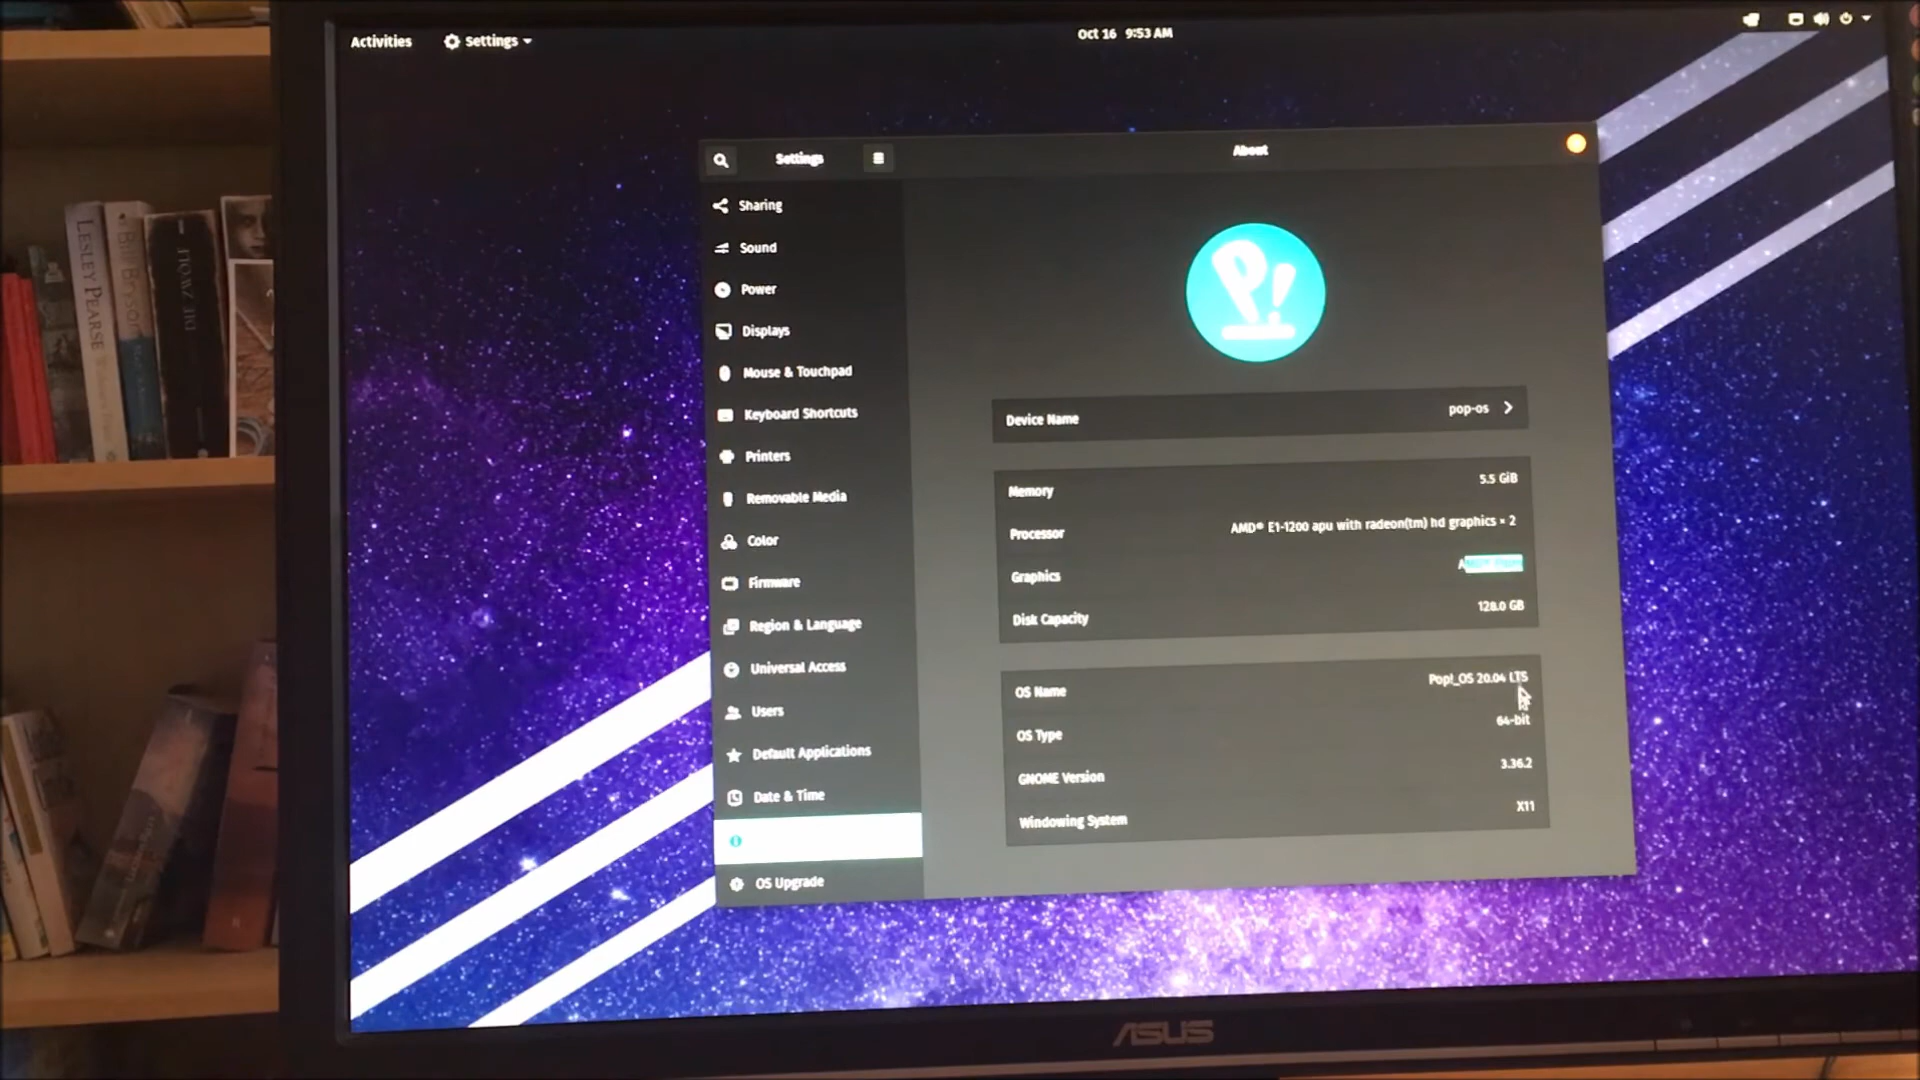 Activities
Settings
Oct 16 9:53 AM
Settings
About
Sharing
Sound
Power
Displays
Mouse & Touchpad
Keyboard Shortcuts
Printers
Removable Media
Color
Firmware
Region & Language
Universal Access
Users
Default Applications
Date & Time
OS Upgrade
P!
Device Name
pop-os
Memory
5.5 GiB
Processor
AMD® E1-1200 apu with radeon(tm) hd graphics × 2
Graphics
Disk Capacity
128.0 GB
OS Name
Pop!_OS 20.04 LTS
OS Type
64-bit
GNOME Version
3.36.2
Windowing System
X11
ASUS
LESLEY PEARSE
Bill Bryson